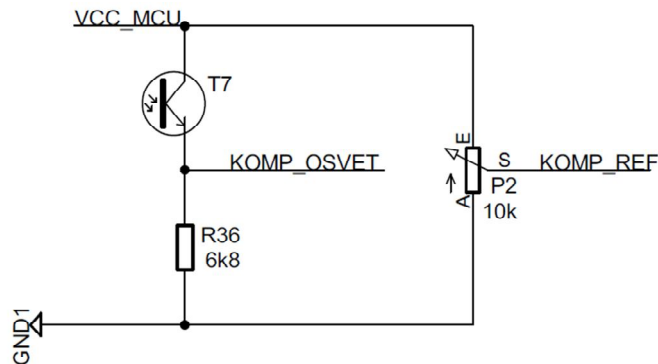 VCC_MCU
T7
E
KOMP_OSVET
S
KOMP_REF
P2
A
10k
R36
6k8
GND1